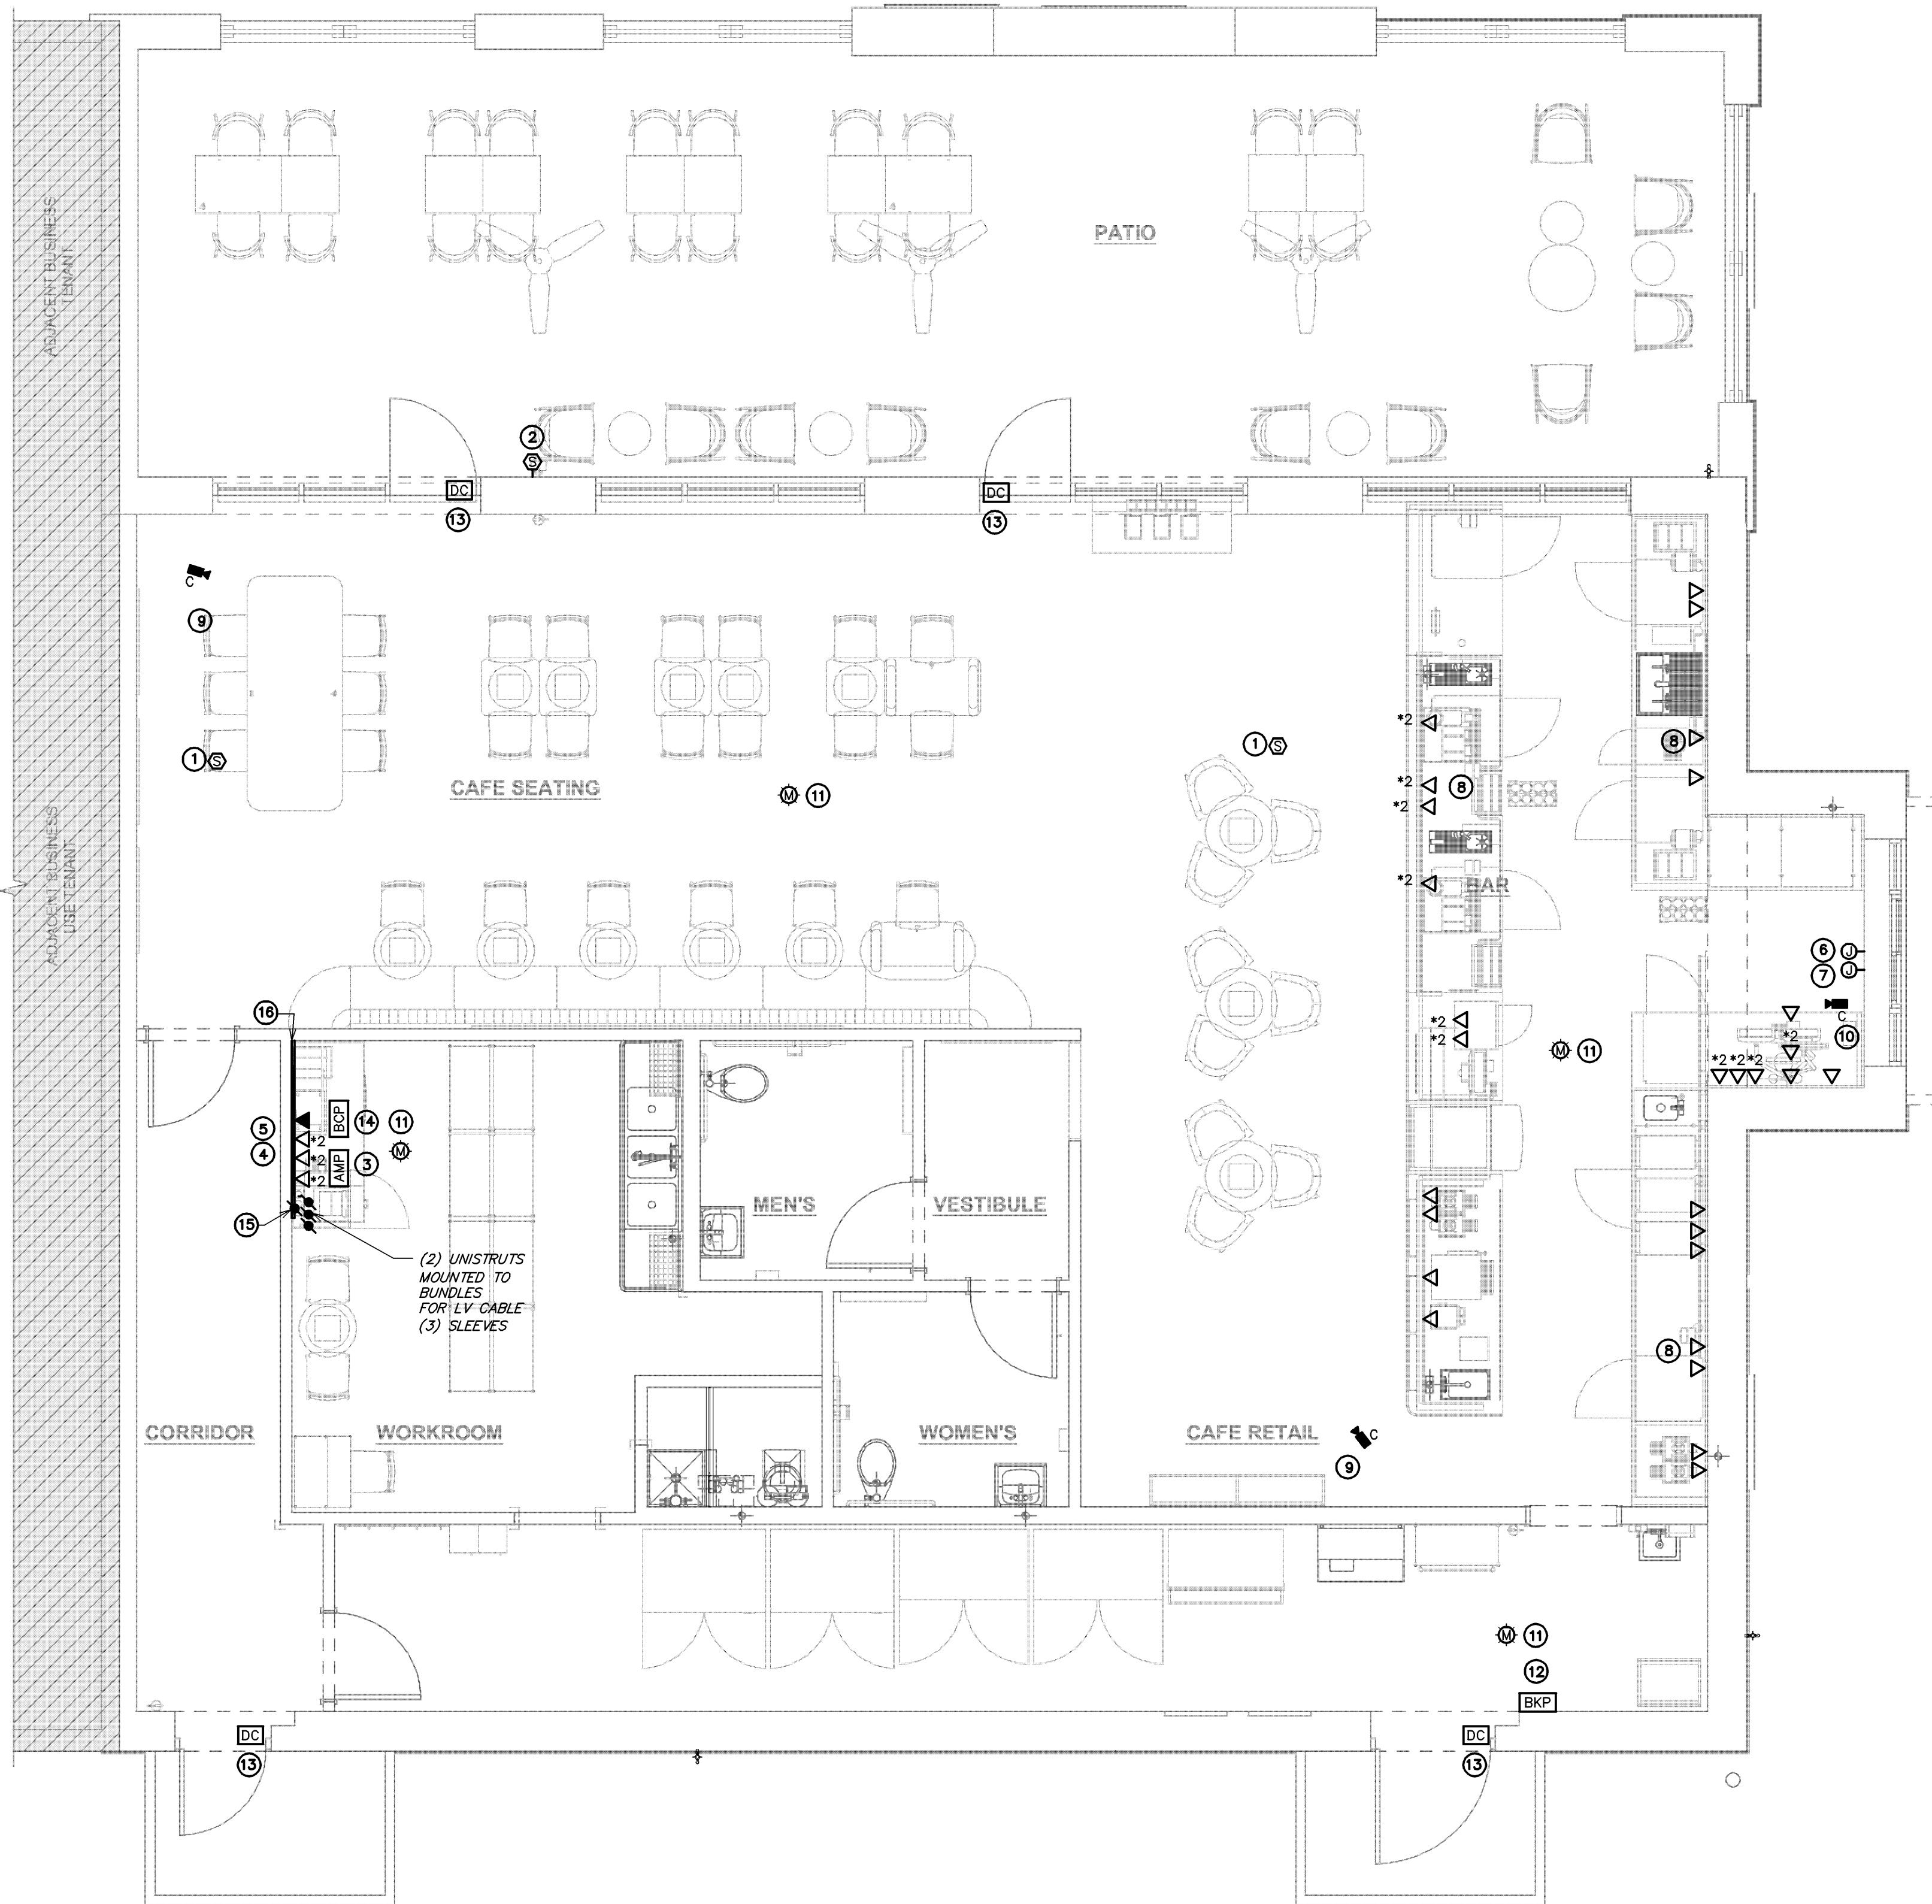 ADJACENT BUSINESS
TENANT
PATIO
4
4
2
S
DC
13
DC
13
C
9
1 S
CAFE SEATING
M 11
1 S
*2
*2
8
*2
*2
8
BAR
6 J
7 J
C
10
*2
*2 *2 *2
*2
*2
M 11
ADJACENT BUSINESS
USE TENANT
16
5
4
BCP
14
11
M
*2
*2
*2
AMP
3
15
(2) UNISTRUTS
MOUNTED TO
BUNDLES
FOR LV CABLE
(3) SLEEVES
MEN'S
VESTIBULE
8
CORRIDOR
WORKROOM
WOMEN'S
CAFE RETAIL
C
9
M 11
12
BKP
DC
13
DC
13